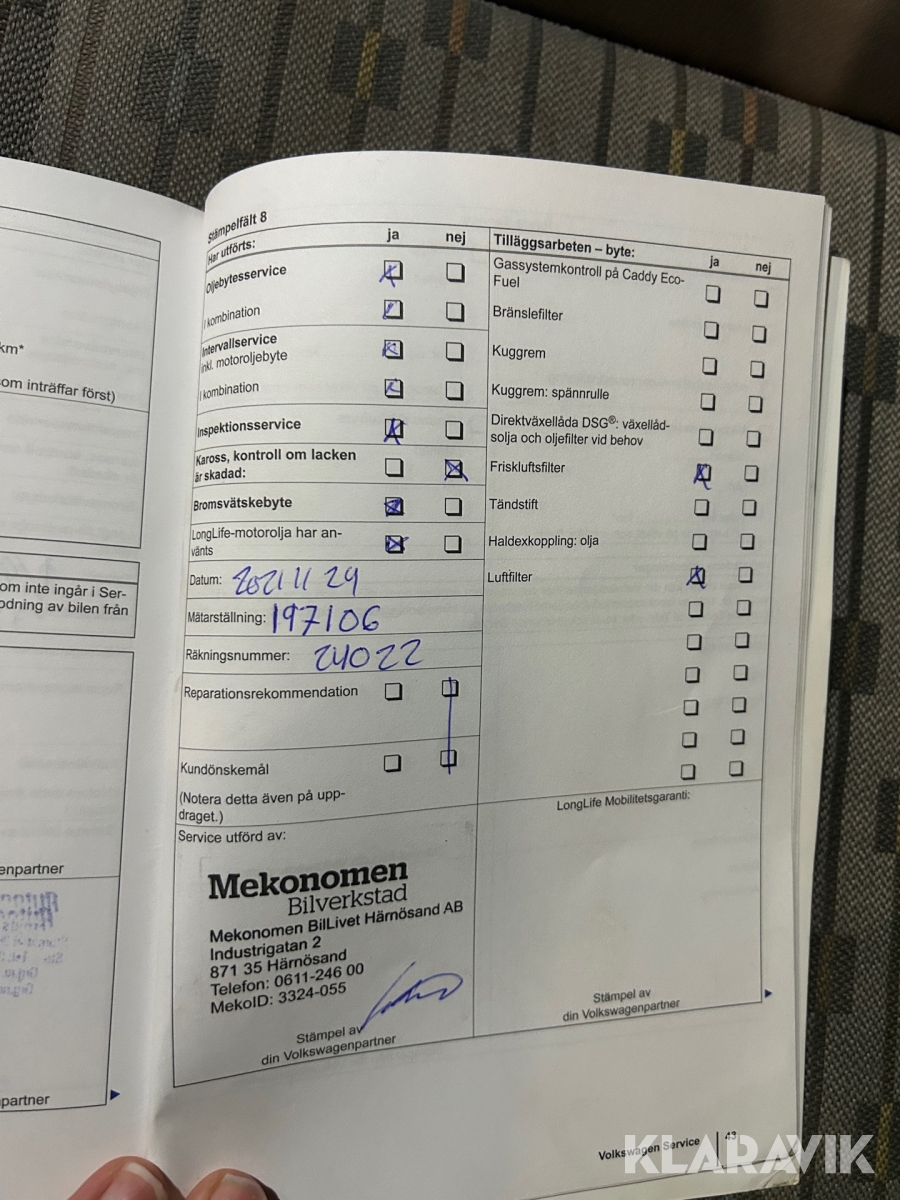 km*
om inträffar först)
om inte ingår i Ser-
odning av bilen från
enpartner
partner
Stämpelfält 8
Har utförts:
ja
nej
Oljebytesservice
I kombination
Intervallservice
inkl. motoroljebyte
I kombination
Inspektionsservice
Kaross, kontroll om lacken
är skadad:
Bromsvätskebyte
LongLife-motorolja har an-
vänts
Datum: 2021 11 29
Mätarställning: 197106
Räkningsnummer: 24022
Reparationsrekommendation
Kundönskemål
(Notera detta även på upp-
draget.)
Service utförd av:
Mekonomen
Bilverkstad
Mekonomen BilLivet Härnösand AB
Industrigatan 2
871 35 Härnösand
Telefon: 0611-246 00
MekoID: 3324-055
Stämpel av
din Volkswagenpartner
Tilläggsarbeten – byte:
ja
nej
Gassystemkontroll på Caddy Eco-
Fuel
Bränslefilter
Kuggrem
Kuggrem: spännrulle
Direktväxellåda DSG®: växellåd-
solja och oljefilter vid behov
Friskluftsfilter
Tändstift
Haldexkoppling: olja
Luftfilter
LongLife Mobilitetsgaranti:
Stämpel av
din Volkswagenpartner
Volkswagen Service
43
KLARAVIK